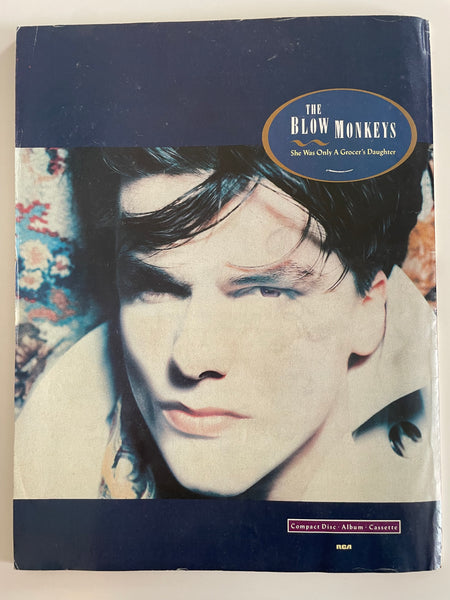 THE
BLOW MONKEYS
She Was Only A Grocer's Daughter
Compact Disc · Album · Cassette
RCA